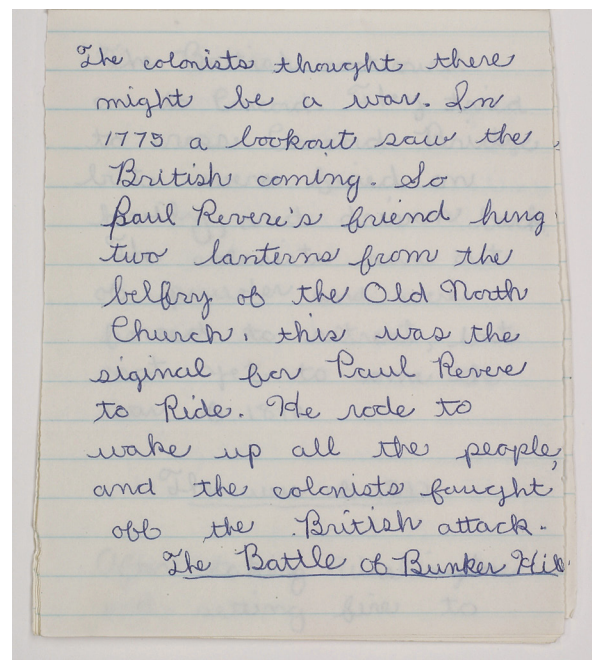 The colonists thought there
might be a war. In
1775 a lookout saw the
British coming. So
Paul Revere's friend hung
two lanterns from the
belfry of the Old North
Church. this was the
siginal for Paul Revere
to Ride. He rode to
wake up all the people,
and the colonists faught
off the British attack.
The Battle of Bunker Hill.